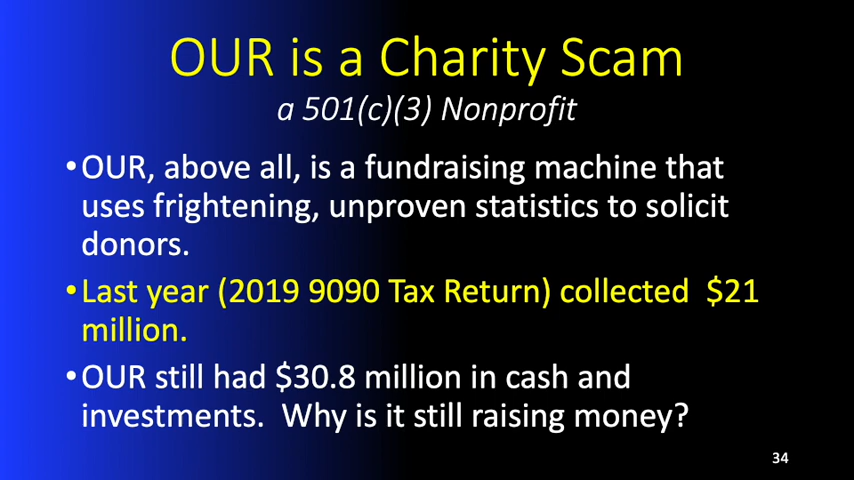 OUR is a Charity Scam
a 501(c)(3) Nonprofit
•OUR, above all, is a fundraising machine that
uses frightening, unproven statistics to solicit
donors.
•Last year (2019 9090 Tax Return) collected $21
million.
•OUR still had $30.8 million in cash and
investments. Why is it still raising money?
34